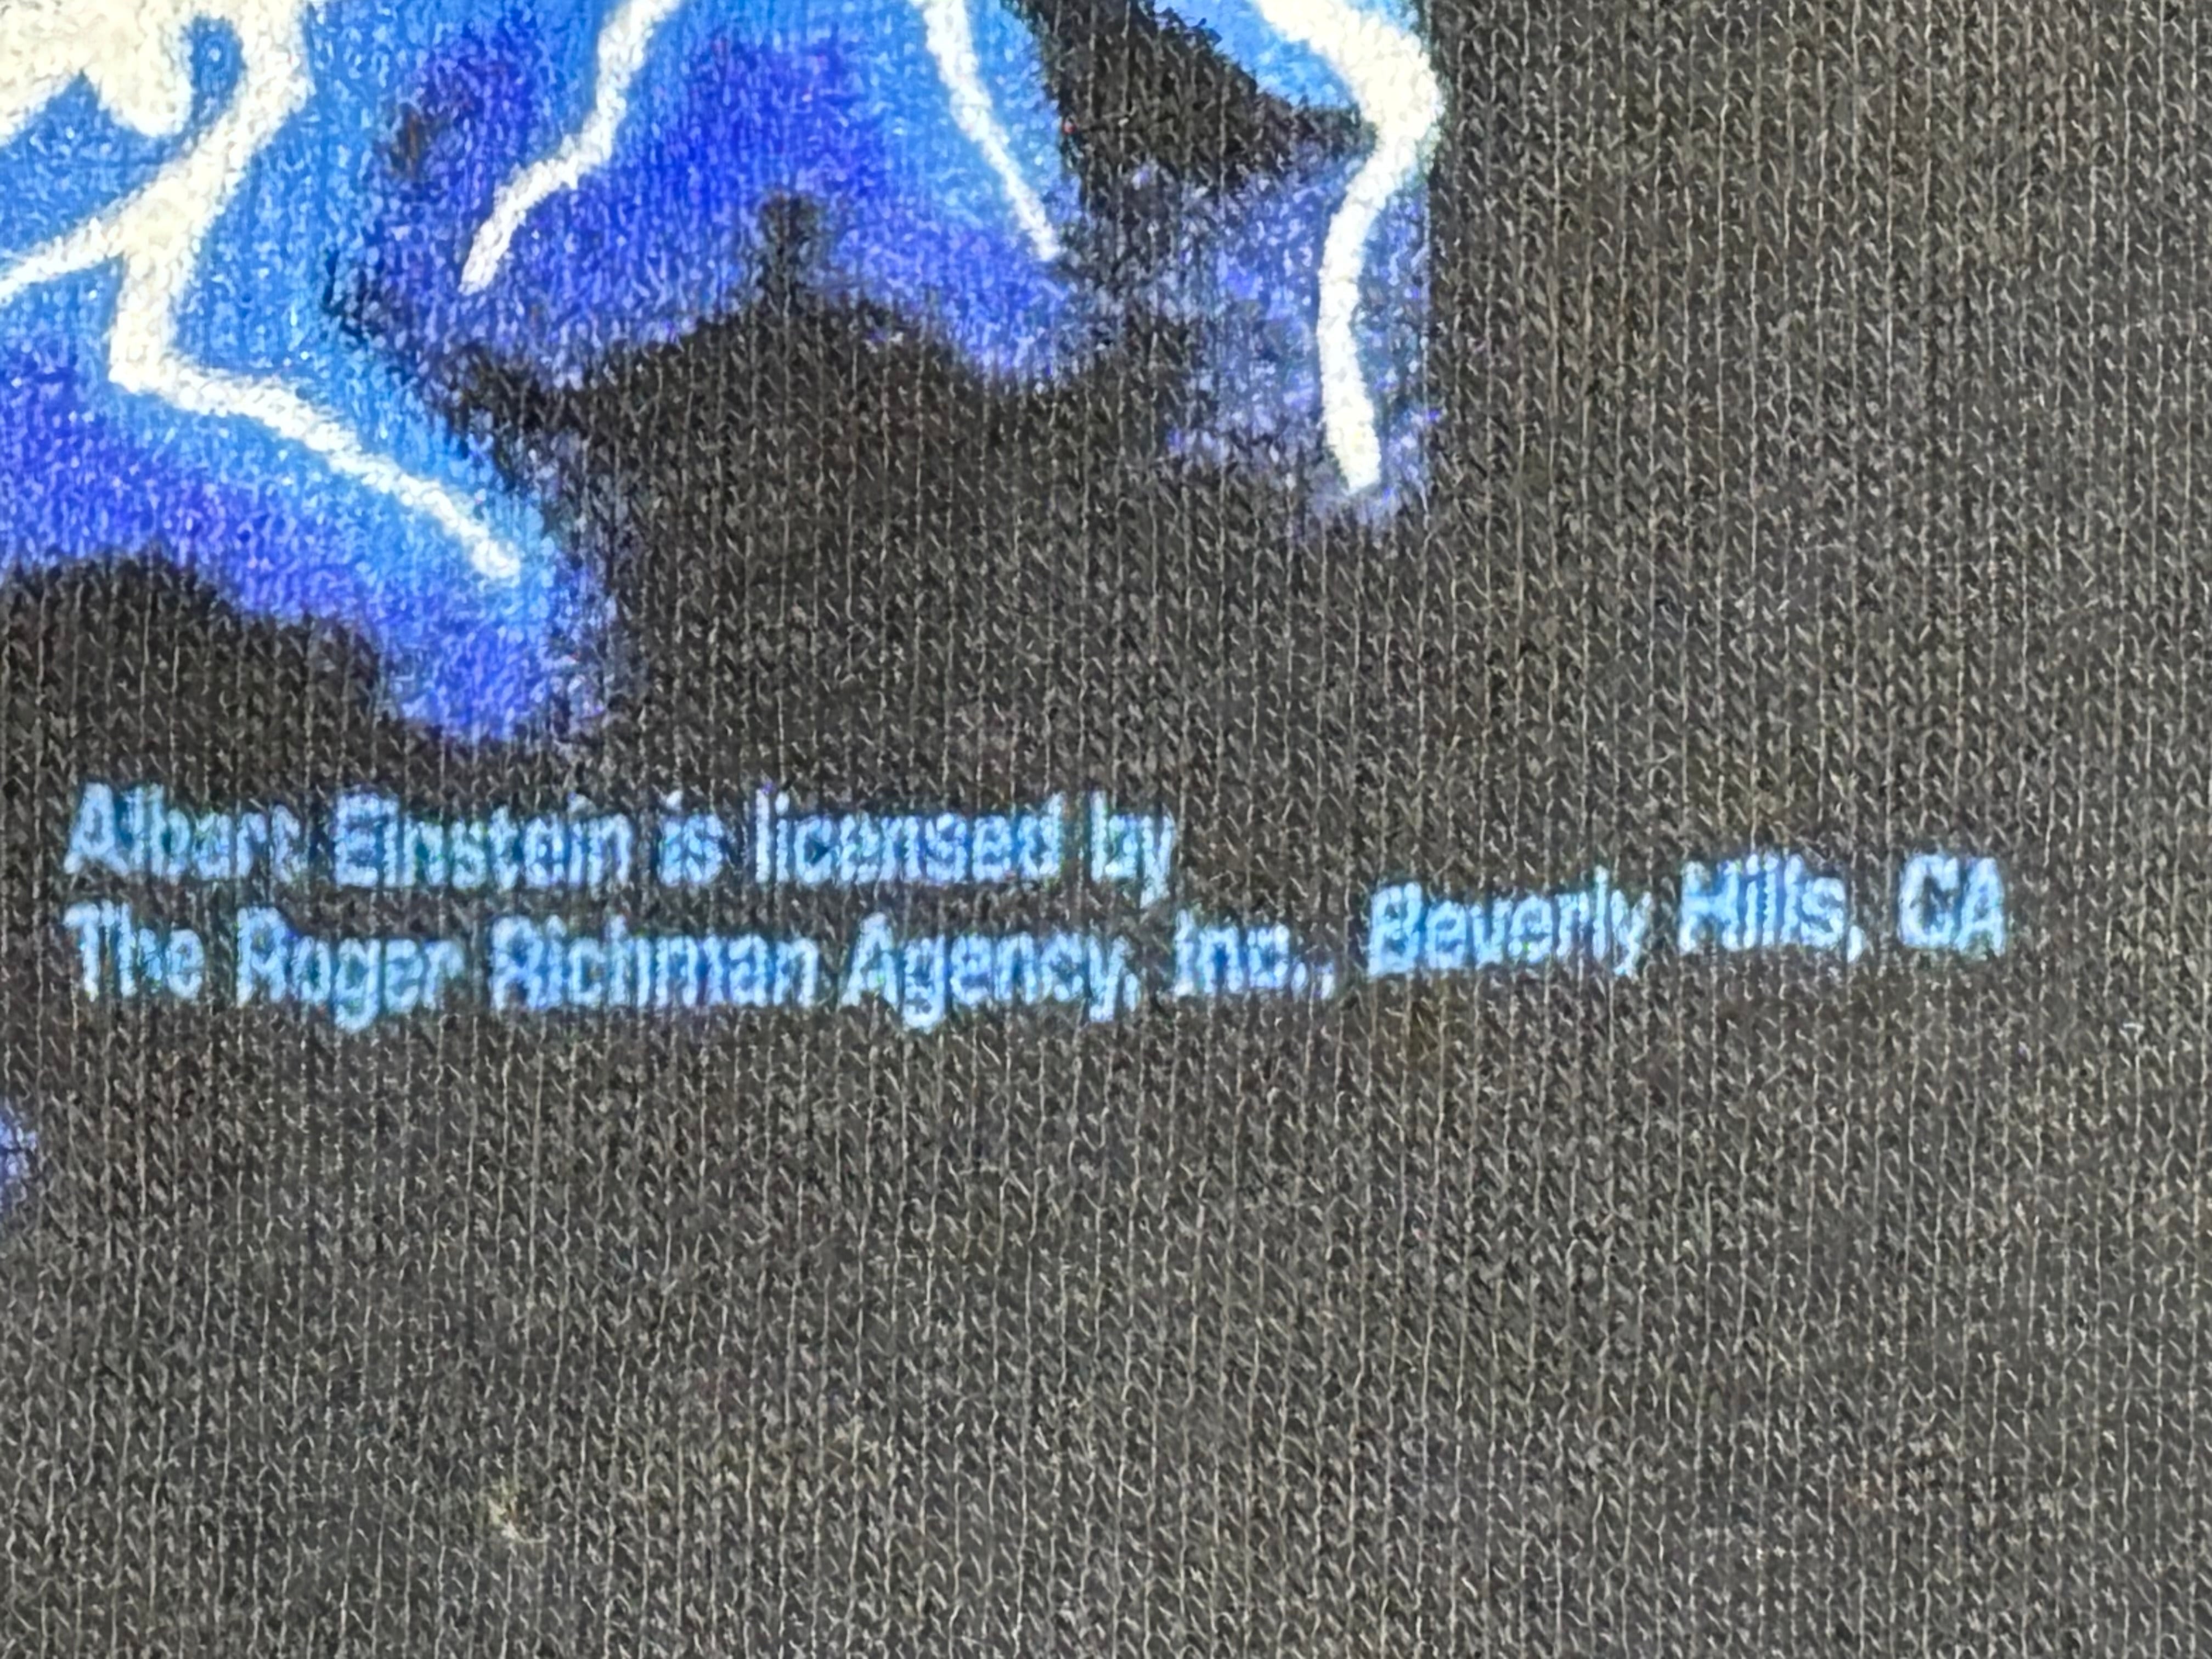 Albert Einstein is licensed by
The Roger Richman Agency, Inc., Beverly Hills, CA